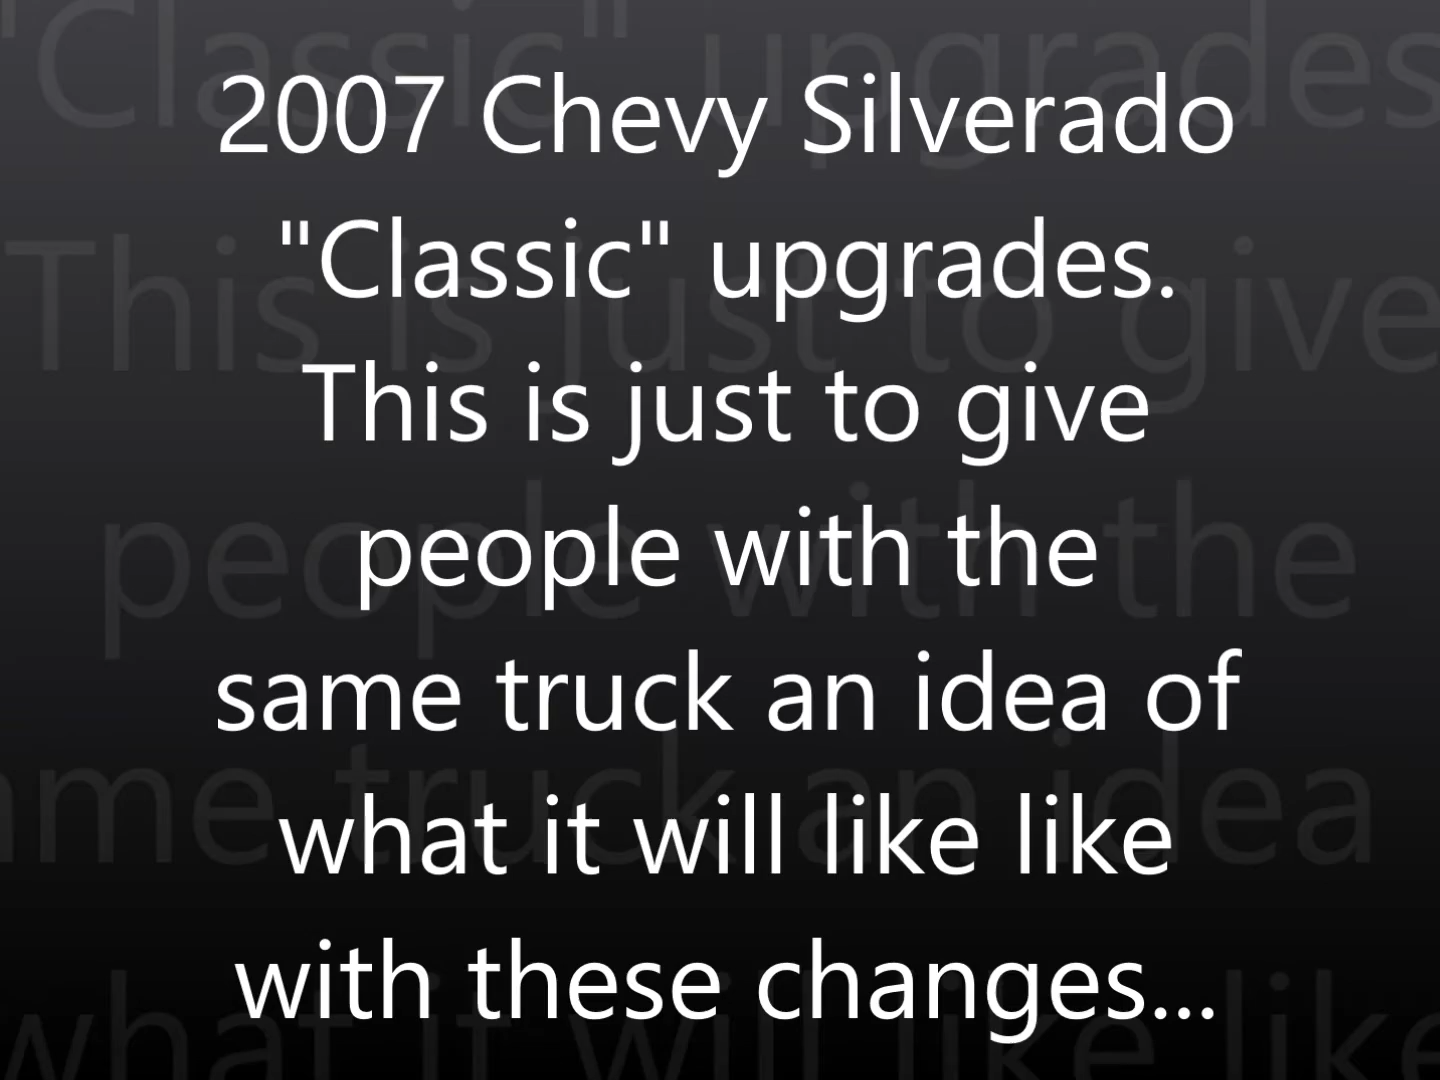 2007 Chevy Silverado
"Classic" upgrades.
This is just to give
people with the
same truck an idea of
what it will like like
with these changes...